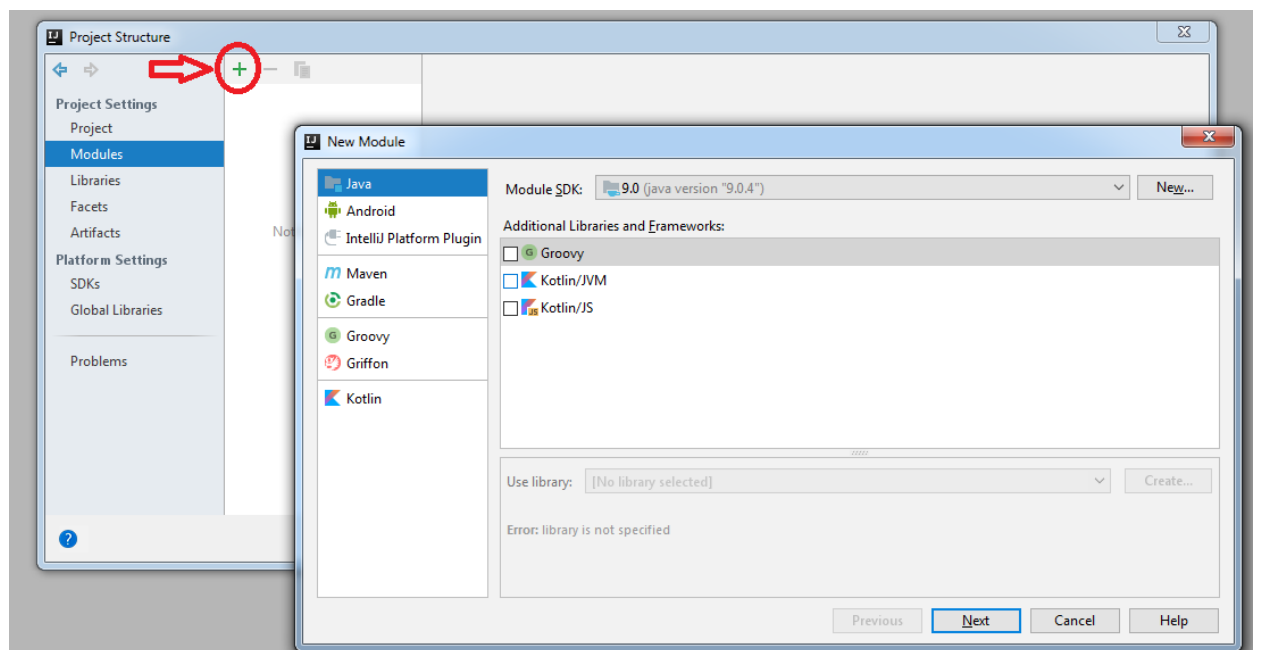 Project Structure
Project Settings
Project
Modules
Libraries
Facets
Artifacts
Platform Settings
SDKs
Global Libraries
Problems
Not
New Module
Java
Android
IntelliJ Platform Plugin
Maven
Gradle
Groovy
Griffon
Kotlin
Module SDK: 9.0 (java version "9.0.4") New...
Additional Libraries and Frameworks:
Groovy
Kotlin/JVM
Kotlin/JS
Use library: [No library selected] Create...
Error: library is not specified
Previous Next Cancel Help